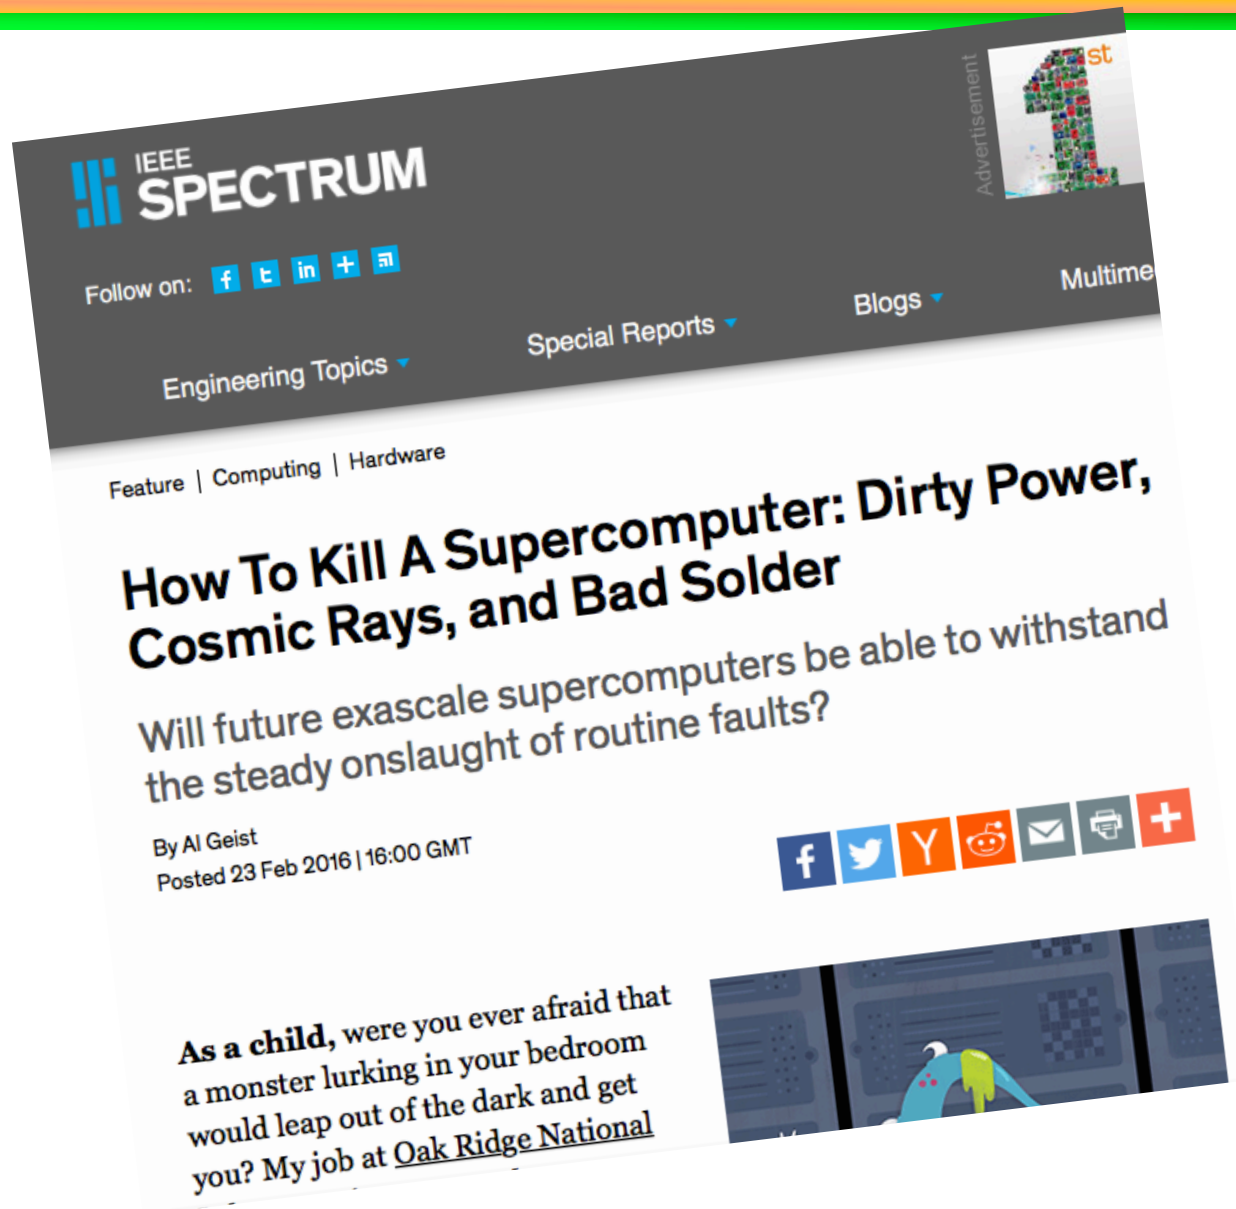 st
Advertisement
IEEE
SPECTRUM
Follow on:
Engineering Topics
Special Reports
Blogs
Multime
Feature | Computing | Hardware
How To Kill A Supercomputer: Dirty Power,
Cosmic Rays, and Bad Solder
Will future exascale supercomputers be able to withstand
the steady onslaught of routine faults?
By Al Geist
Posted 23 Feb 2016 | 16:00 GMT
As a child, were you ever afraid that
a monster lurking in your bedroom
would leap out of the dark and get
you? My job at Oak Ridge National